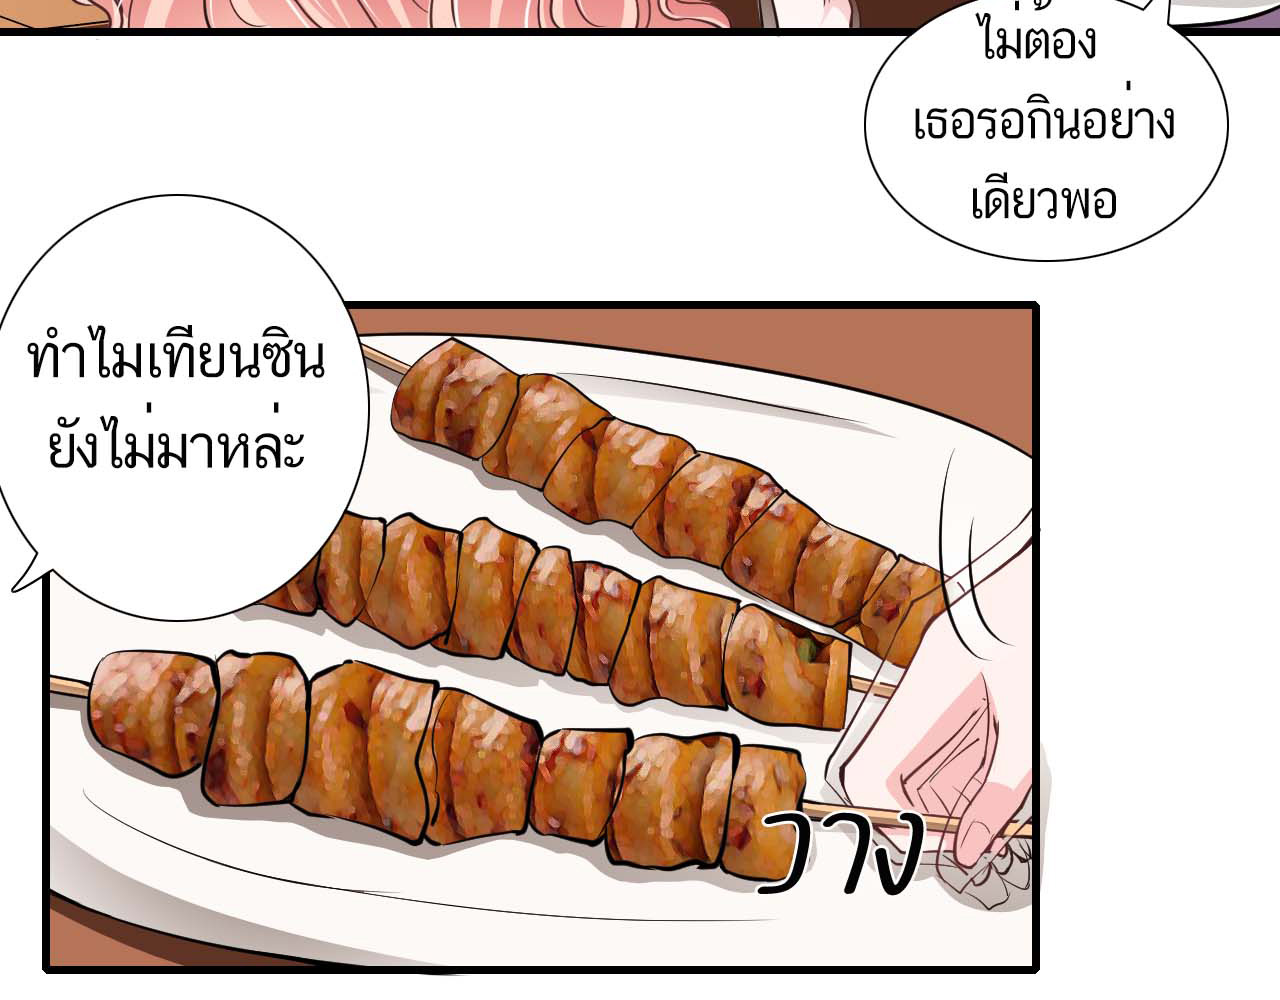 ไม่ต้อง
เธอรอกินอย่าง
เดียวพอ
ทำไมเทียนซิน
ยังไม่มาหล่ะ
วาง